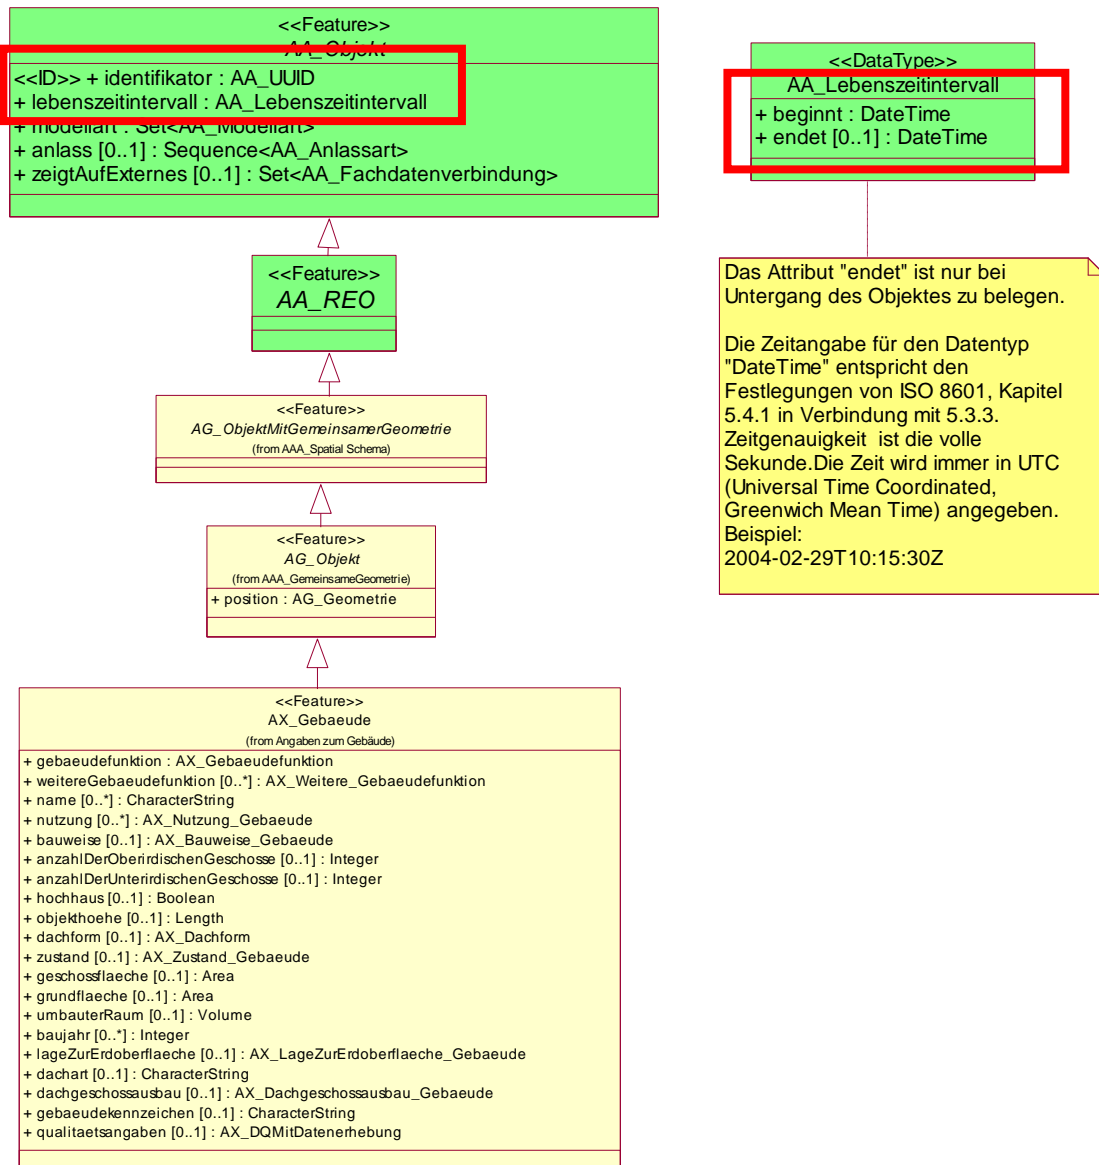 <<Feature>>
AA_Objekt
<<ID>> + identifikator : AA_UUID
+ lebenszeitintervall : AA_Lebenszeitintervall
+ modellart : Set<AA_Modellart>
+ anlass [0..1] : Sequence<AA_Anlassart>
+ zeigtAufExternes [0..1] : Set<AA_Fachdatenverbindung>
<<DataType>>
AA_Lebenszeitintervall
+ beginnt : DateTime
+ endet [0..1] : DateTime
<<Feature>>
AA_REO
Das Attribut "endet" ist nur bei
Untergang des Objektes zu belegen.
Die Zeitangabe für den Datentyp
"DateTime" entspricht den
Festlegungen von ISO 8601, Kapitel
5.4.1 in Verbindung mit 5.3.3.
Zeitgenauigkeit  ist die volle
Sekunde.Die Zeit wird immer in UTC
(Universal Time Coordinated,
Greenwich Mean Time) angegeben.
Beispiel:
2004-02-29T10:15:30Z
<<Feature>>
AG_ObjektMitGemeinsamerGeometrie
(from AAA_Spatial Schema)
<<Feature>>
AG_Objekt
(from AAA_GemeinsameGeometrie)
+ position : AG_Geometrie
<<Feature>>
AX_Gebaeude
(from Angaben zum Gebäude)
+ gebaeudefunktion : AX_Gebaeudefunktion
+ weitereGebaeudefunktion [0..*] : AX_Weitere_Gebaeudefunktion
+ name [0..*] : CharacterString
+ nutzung [0..*] : AX_Nutzung_Gebaeude
+ bauweise [0..1] : AX_Bauweise_Gebaeude
+ anzahlDerOberirdischenGeschosse [0..1] : Integer
+ anzahlDerUnterirdischenGeschosse [0..1] : Integer
+ hochhaus [0..1] : Boolean
+ objekthoehe [0..1] : Length
+ dachform [0..1] : AX_Dachform
+ zustand [0..1] : AX_Zustand_Gebaeude
+ geschossflaeche [0..1] : Area
+ grundflaeche [0..1] : Area
+ umbauterRaum [0..1] : Volume
+ baujahr [0..*] : Integer
+ lageZurErdoberflaeche [0..1] : AX_LageZurErdoberflaeche_Gebaeude
+ dachart [0..1] : CharacterString
+ dachgeschossausbau [0..1] : AX_Dachgeschossausbau_Gebaeude
+ gebaeudekennzeichen [0..1] : CharacterString
+ qualitaetsangaben [0..1] : AX_DQMitDatenerhebung